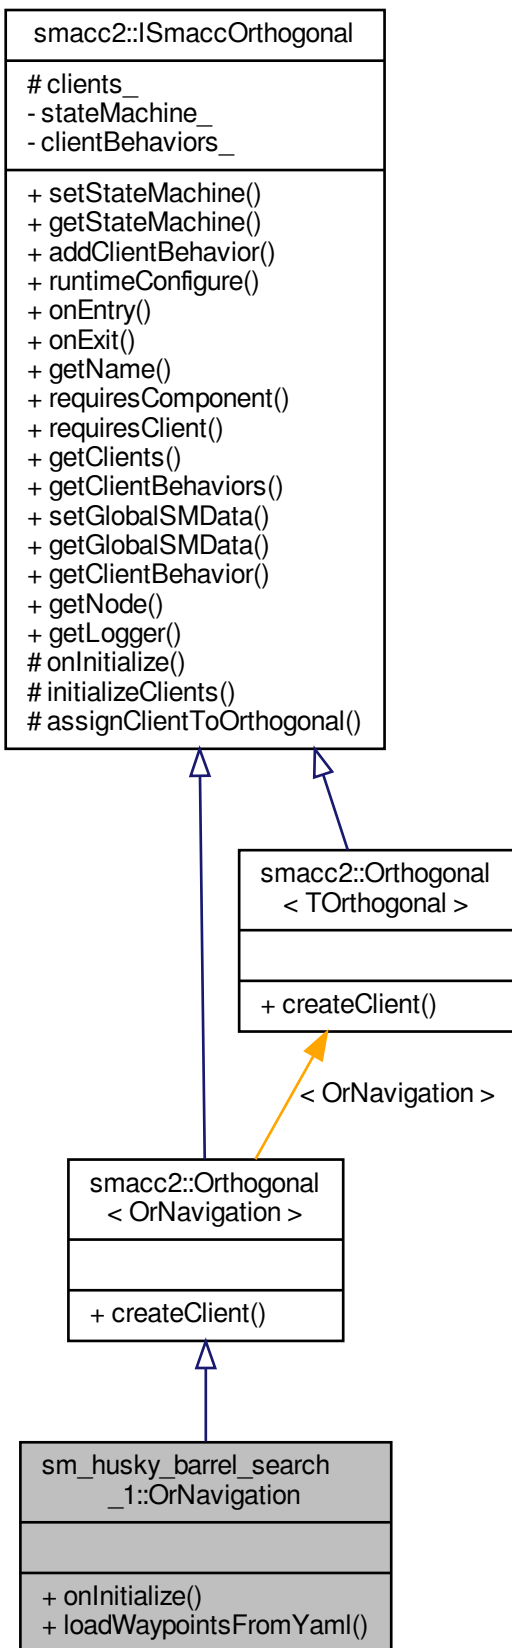 smacc2::ISmaccOrthogonal
# clients_
- stateMachine_
- clientBehaviors_
+ setStateMachine()
+ getStateMachine()
+ addClientBehavior()
+ runtimeConfigure()
+ onEntry()
+ onExit()
+ getName()
+ requiresComponent()
+ requiresClient()
+ getClients()
+ getClientBehaviors()
+ setGlobalSMData()
+ getGlobalSMData()
+ getClientBehavior()
+ getNode()
+ getLogger()
# onInitialize()
# initializeClients()
# assignClientToOrthogonal()
smacc2::Orthogonal
< TOrthogonal >
+ createClient()
< OrNavigation >
smacc2::Orthogonal
< OrNavigation >
+ createClient()
sm_husky_barrel_search
_1::OrNavigation
+ onInitialize()
+ loadWaypointsFromYaml()